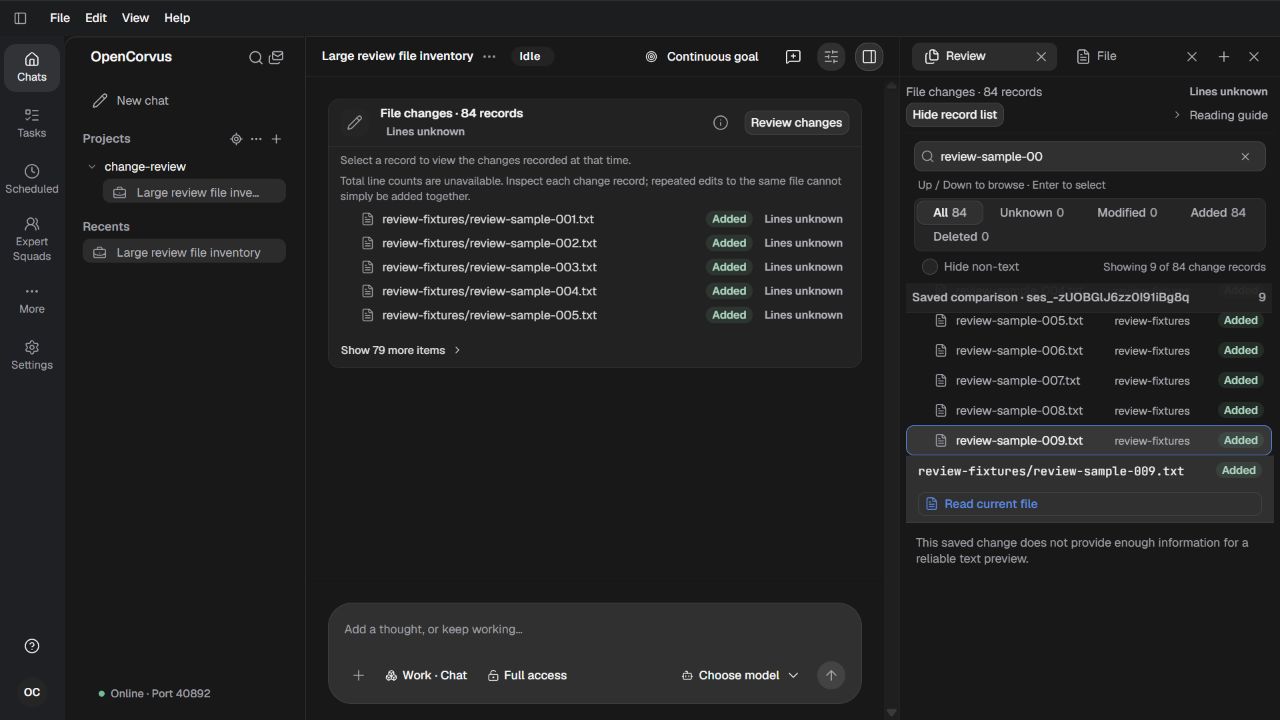 File Edit View Help
Chats
Tasks
Scheduled
Expert
Squads
More
Settings
OC
OpenCorvus
New chat
Projects
change-review
Large review file inve...
Recents
Large review file inventory
Online · Port 40892
Large review file inventory ··· Idle
Continuous goal
File changes · 84 records
Lines unknown
Review changes
Select a record to view the changes recorded at that time.
Total line counts are unavailable. Inspect each change record; repeated edits to the same file cannot
simply be added together.
review-fixtures/review-sample-001.txt Added Lines unknown
review-fixtures/review-sample-002.txt Added Lines unknown
review-fixtures/review-sample-003.txt Added Lines unknown
review-fixtures/review-sample-004.txt Added Lines unknown
review-fixtures/review-sample-005.txt Added Lines unknown
Show 79 more items
Add a thought, or keep working...
Work · Chat Full access Choose model
Review File
File changes · 84 records Lines unknown
Hide record list Reading guide
review-sample-00
Up / Down to browse · Enter to select
All 84 Unknown 0 Modified 0 Added 84
Deleted 0
Hide non-text Showing 9 of 84 change records
Saved comparison · ses_-zUOBGlJ6zz0l91iBg8q 9
review-sample-005.txt review-fixtures Added
review-sample-006.txt review-fixtures Added
review-sample-007.txt review-fixtures Added
review-sample-008.txt review-fixtures Added
review-sample-009.txt review-fixtures Added
review-fixtures/review-sample-009.txt Added
Read current file
This saved change does not provide enough information for a
reliable text preview.